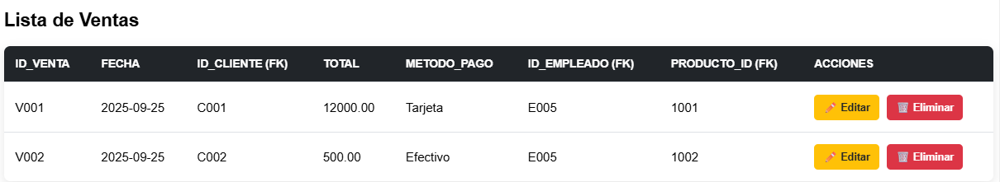 Lista de Ventas
ID_VENTA FECHA ID_CLIENTE (FK) TOTAL METODO_PAGO ID_EMPLEADO (FK) PRODUCTO_ID (FK) ACCIONES
V001 2025-09-25 C001 12000.00 Tarjeta E005 1001 Editar Eliminar
V002 2025-09-25 C002 500.00 Efectivo E005 1002 Editar Eliminar